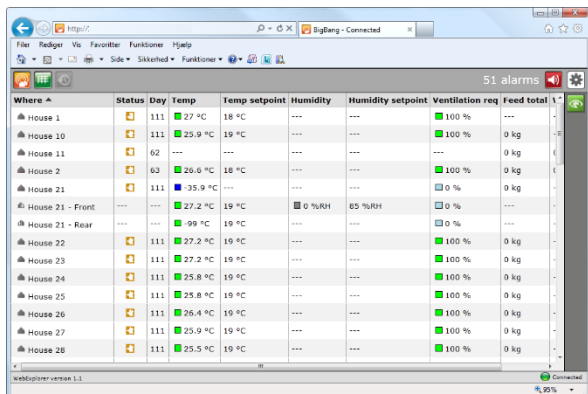 http://:
BigBang - Connected
Filer Rediger Vis Favoritter Funktioner Hjælp
Side Sikkerhed Funktioner
51 alarms
Where Status Day Temp Temp setpoint Humidity Humidity setpoint Ventilation req Feed total
House 1 111 27 °C 18 °C --- --- 100 % ---
House 10 111 25.9 °C 19 °C --- --- 100 % 0 kg
House 11 62 --- --- --- --- --- 0 kg
House 2 63 26.6 °C 18 °C --- --- 100 % 0 kg
House 21 111 -35.9 °C --- --- --- 0 % 0 kg
House 21 - Front --- --- 27.2 °C 19 °C 0 %RH 85 %RH 0 % ---
House 21 - Rear --- --- -99 °C 19 °C --- --- 0 % ---
House 22 111 27.2 °C 19 °C --- --- 100 % 0 kg
House 23 111 27.2 °C 19 °C --- --- 100 % 0 kg
House 24 111 25.8 °C 19 °C --- --- 100 % 0 kg
House 25 111 25.8 °C 19 °C --- --- 100 % 0 kg
House 26 111 26.4 °C 19 °C --- --- 100 % 0 kg
House 27 111 25.9 °C 19 °C --- --- 100 % 0 kg
House 28 111 25.5 °C 19 °C --- --- 100 % 0 kg
WebExplorer version 1.1 Connected
95%